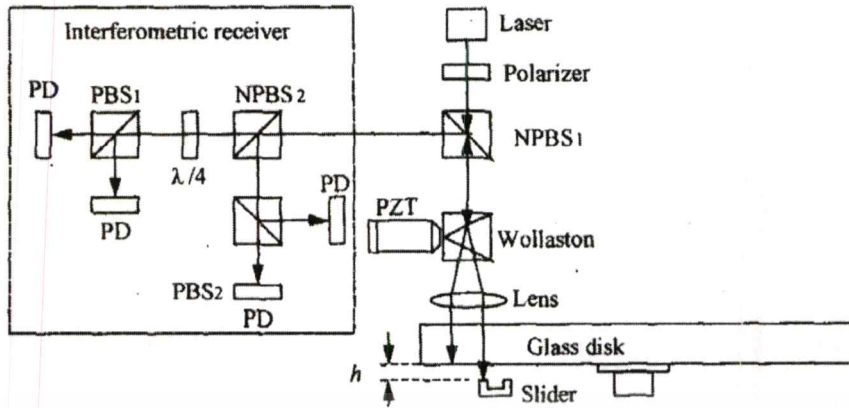 Interferometric receiver
Laser
Polarizer
PD
PBS1
NPBS2
NPBS1
λ/4
PD
PD
PZT
Wollaston
PBS2
PD
Lens
Glass disk
h
Slider